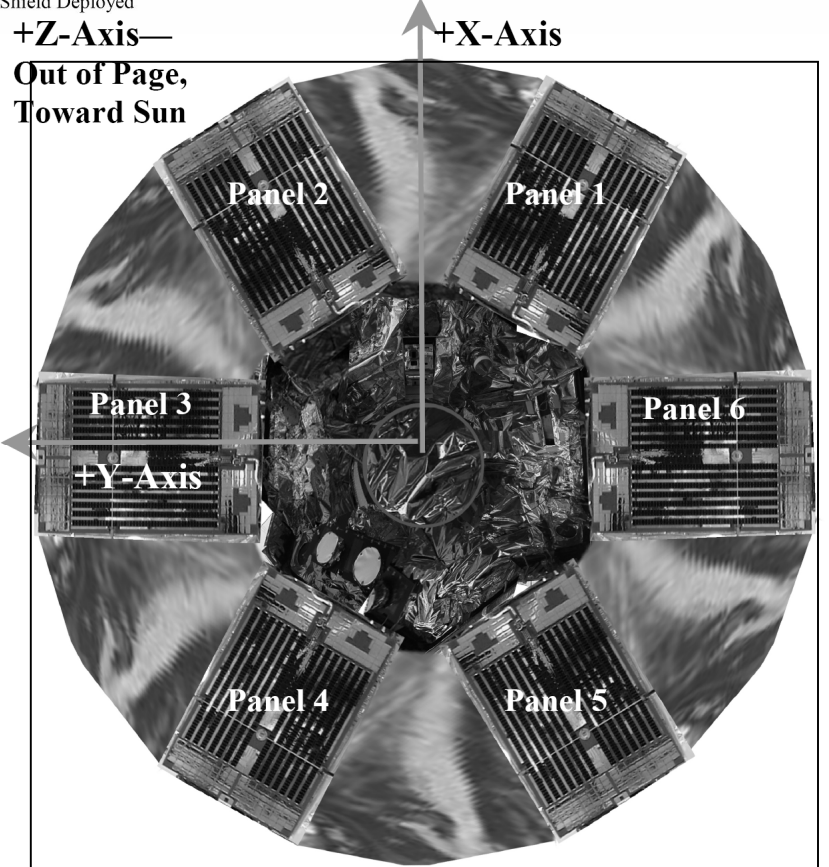 Shield Deployed
+Z-Axis—
Out of Page,
Toward Sun
+X-Axis
Panel 2
Panel 1
Panel 3
Panel 6
+Y-Axis
Panel 4
Panel 5